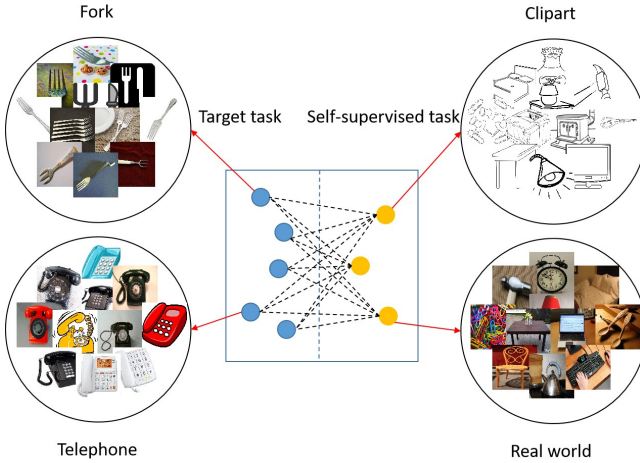 Fork
Clipart
Target task
Self-supervised task
Telephone
Real world